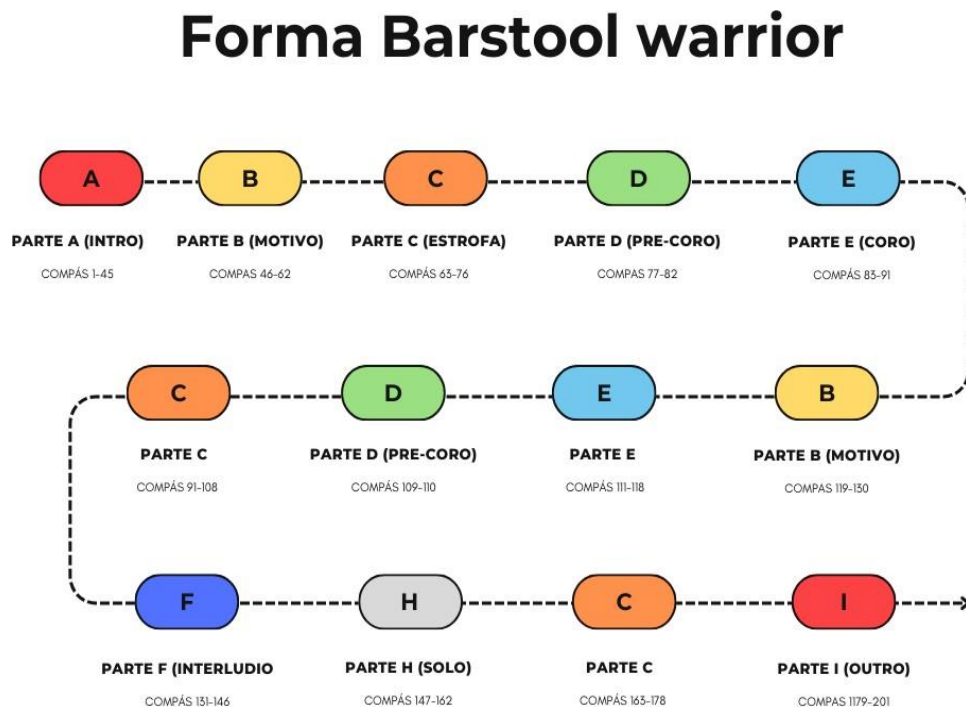 Forma Barstool warrior
A B C D E
PARTE A (INTRO) PARTE B (MOTIVO) PARTE C (ESTROFA) PARTE D (PRE-CORO) PARTE E (CORO)
COMPÁS 1-45 COMPAS 46-62 COMPÁS 63-76 COMPAS 77-82 COMPÁS 83-91
C D E B
PARTE C PARTE D (PRE-CORO) PARTE E PARTE B (MOTIVO)
COMPÁS 91-108 COMPÁS 109-110 COMPÁS 111-118 COMPAS 119-130
F H C I
PARTE F (INTERLUDIO PARTE H (SOLO) PARTE C PARTE I (OUTRO)
COMPÁS 131-146 COMPÁS 147-162 COMPÁS 163-178 COMPAS 1179-201